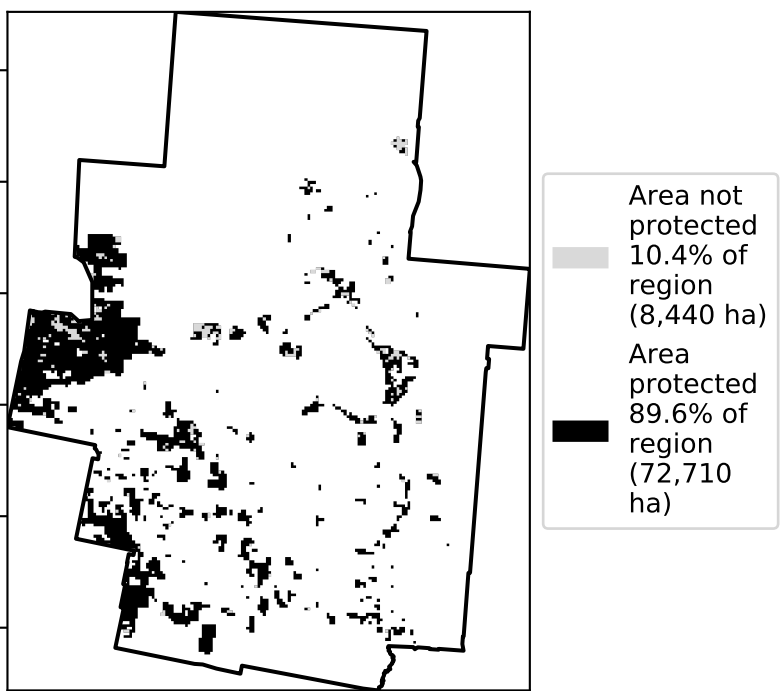 Area not
protected
10.4% of
region
(8,440 ha)
Area
protected
89.6% of
region
(72,710
ha)